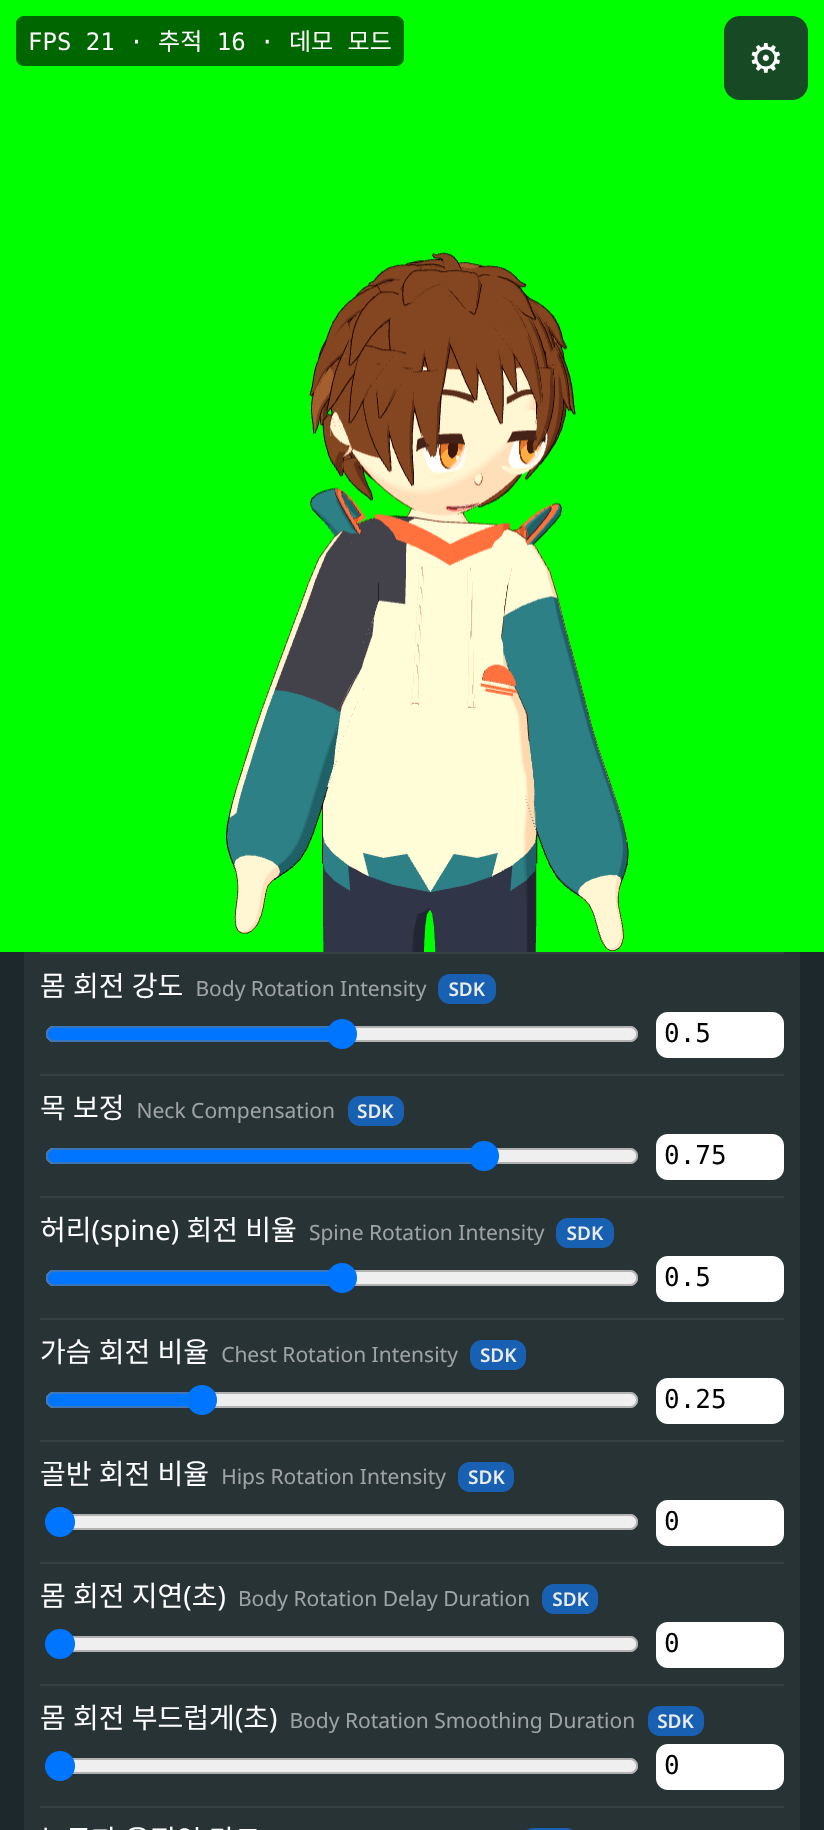 FPS 21 · 추적 16 · 데모 모드
몸 회전 강도 Body Rotation Intensity SDK
0.5
목 보정 Neck Compensation SDK
0.75
허리(spine) 회전 비율 Spine Rotation Intensity SDK
0.5
가슴 회전 비율 Chest Rotation Intensity SDK
0.25
골반 회전 비율 Hips Rotation Intensity SDK
0
몸 회전 지연(초) Body Rotation Delay Duration SDK
0
몸 회전 부드럽게(초) Body Rotation Smoothing Duration SDK
0